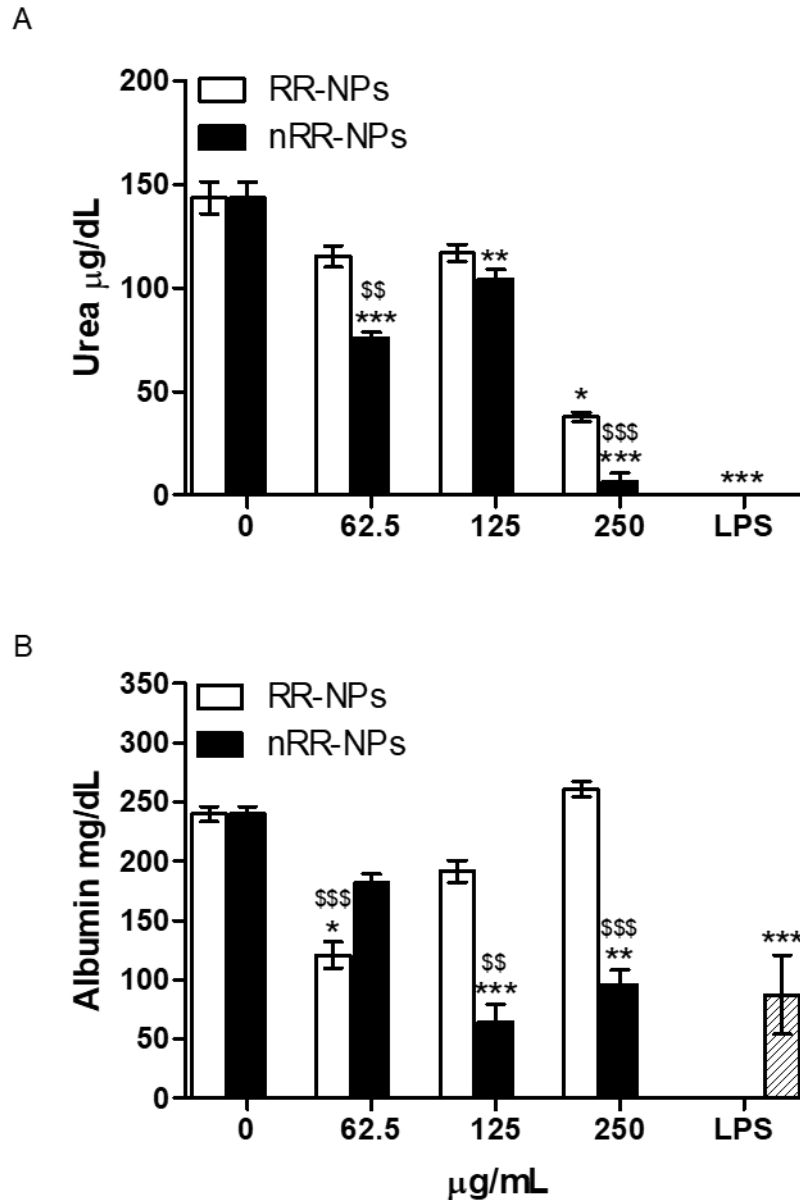 A
Urea μg/dL
200
150
100
50
0
RR-NPs
nRR-NPs
$$
***
**
*
$$$
***
***
0 62.5 125 250 LPS
B
Albumin mg/dL
350
300
250
200
150
100
50
0
RR-NPs
nRR-NPs
$$$
*
$$
***
$$$
**
***
0 62.5 125 250 LPS
μg/mL